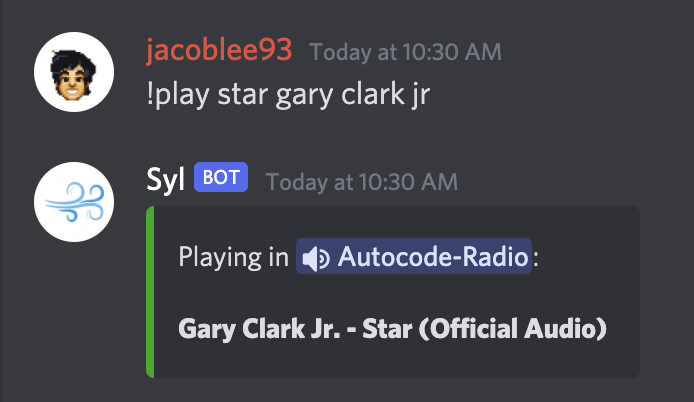 jacoblee93 Today at 10:30 AM
!play star gary clark jr
Syl BOT Today at 10:30 AM
Playing in Autocode-Radio:
Gary Clark Jr. - Star (Official Audio)